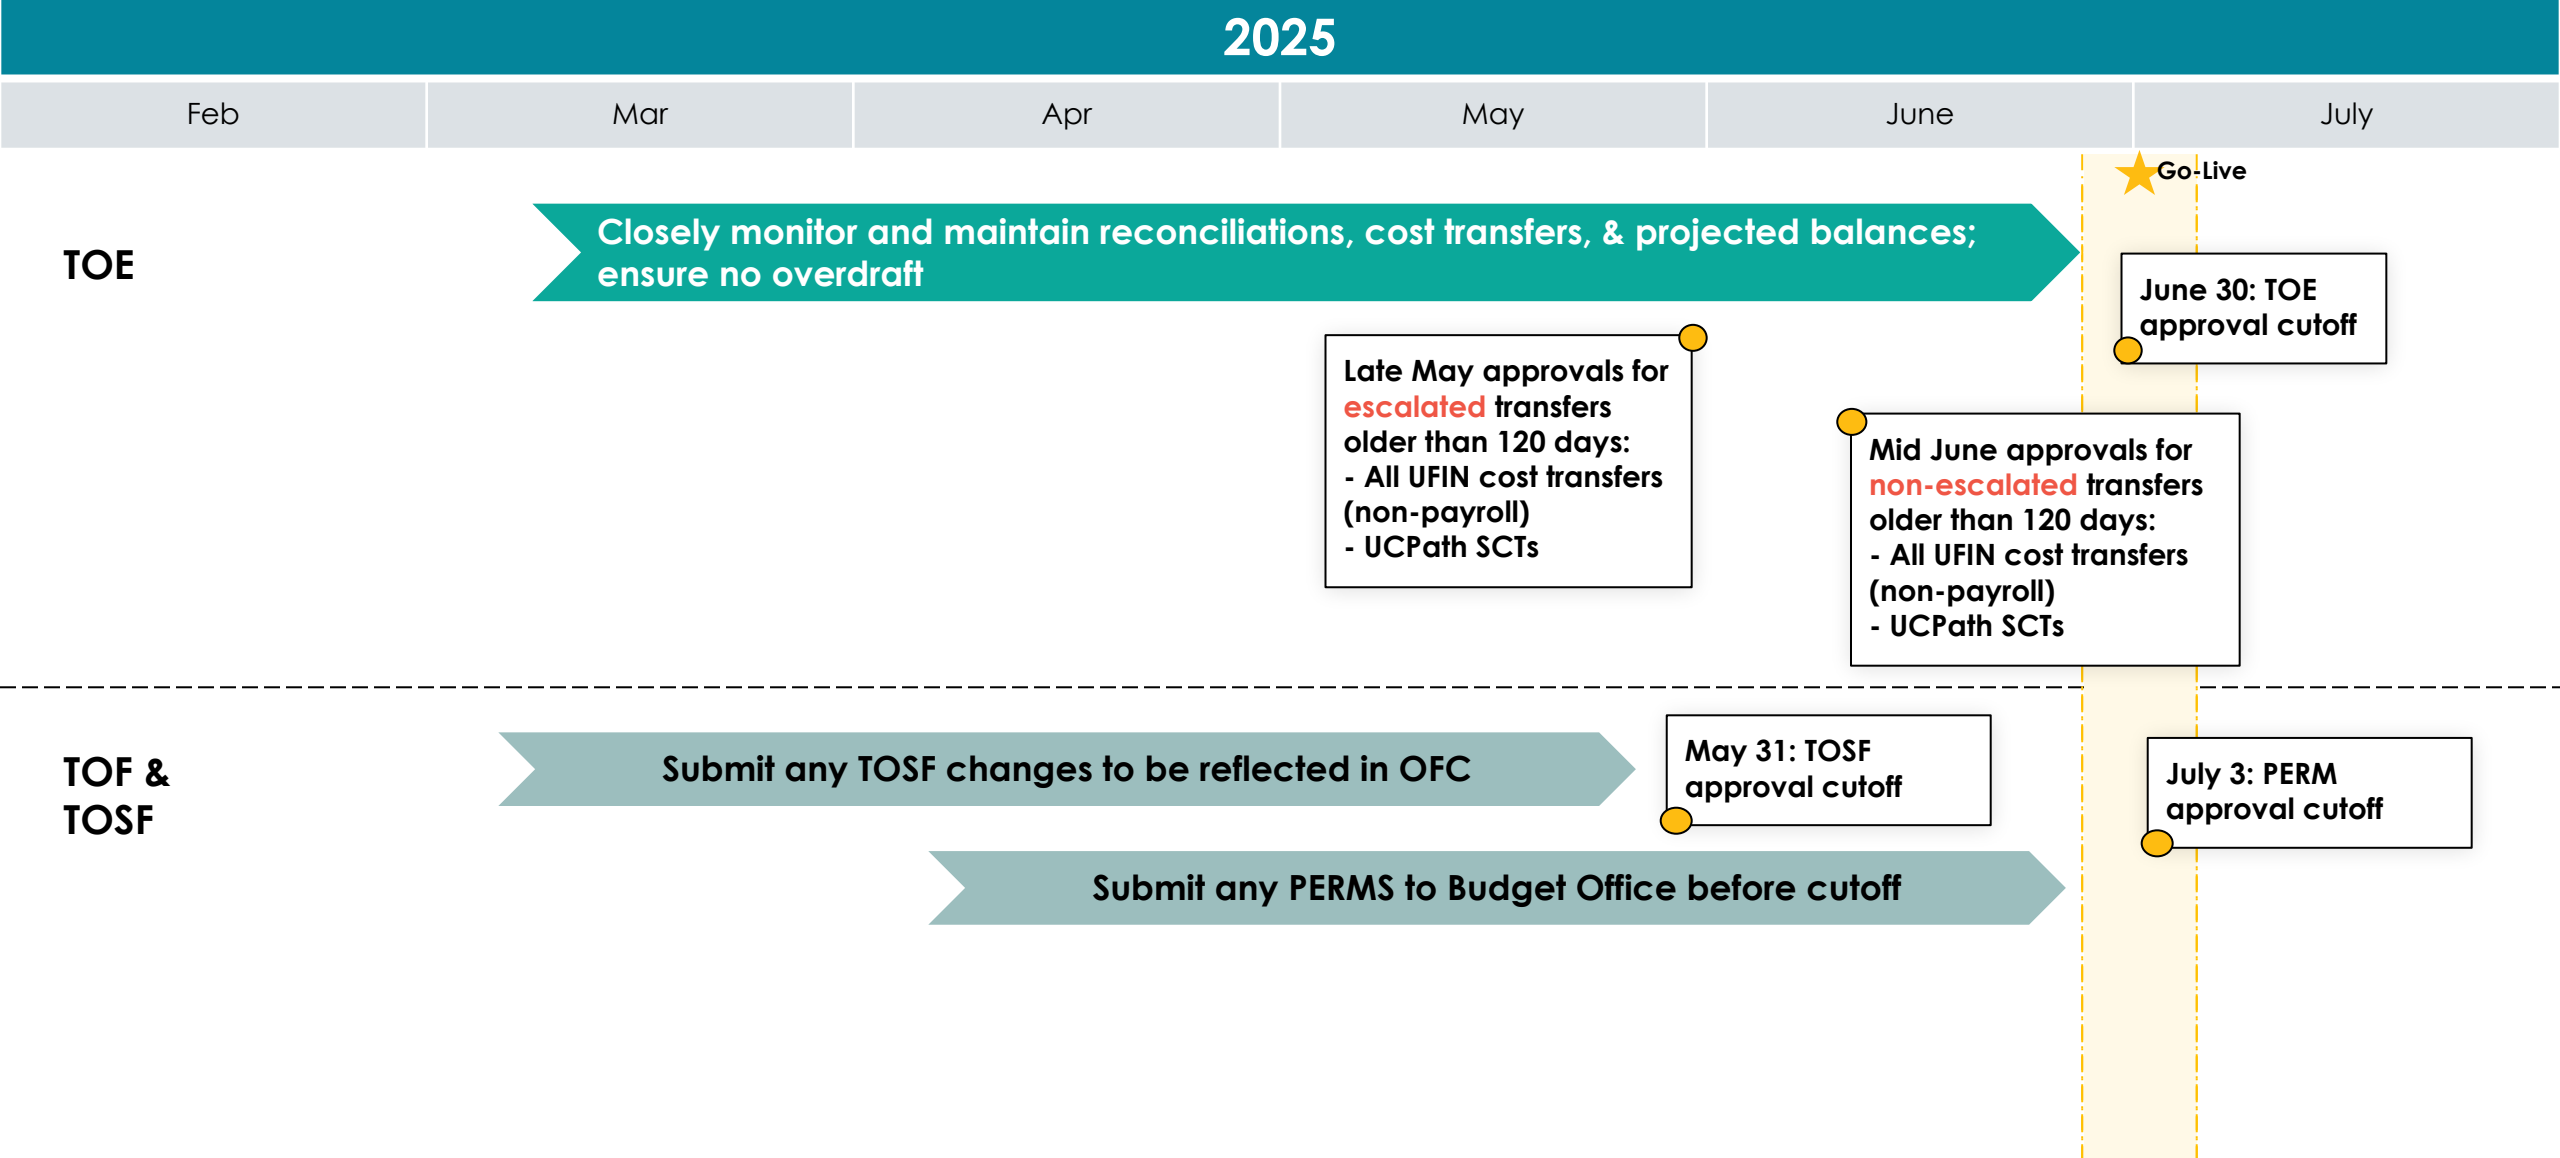 2025
Feb
Mar
Apr
May
June
July
Go-Live
TOE
Closely monitor and maintain reconciliations, cost transfers, & projected balances;
ensure no overdraft
June 30: TOE
approval cutoff
Late May approvals for
escalated transfers
older than 120 days:
- All UFIN cost transfers
(non-payroll)
- UCPath SCTs
Mid June approvals for
non-escalated transfers
older than 120 days:
- All UFIN cost transfers
(non-payroll)
- UCPath SCTs
TOF &
TOSF
Submit any TOSF changes to be reflected in OFC
May 31: TOSF
approval cutoff
July 3: PERM
approval cutoff
Submit any PERMS to Budget Office before cutoff